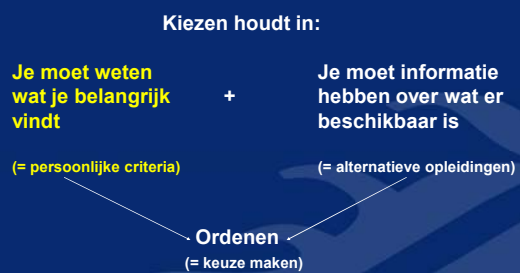 Kiezen houdt in:
Je moet weten
wat je belangrijk
vindt
(= persoonlijke criteria)
+
Je moet informatie
hebben over wat er
beschikbaar is
(= alternatieve opleidingen)
Ordenen
(= keuze maken)